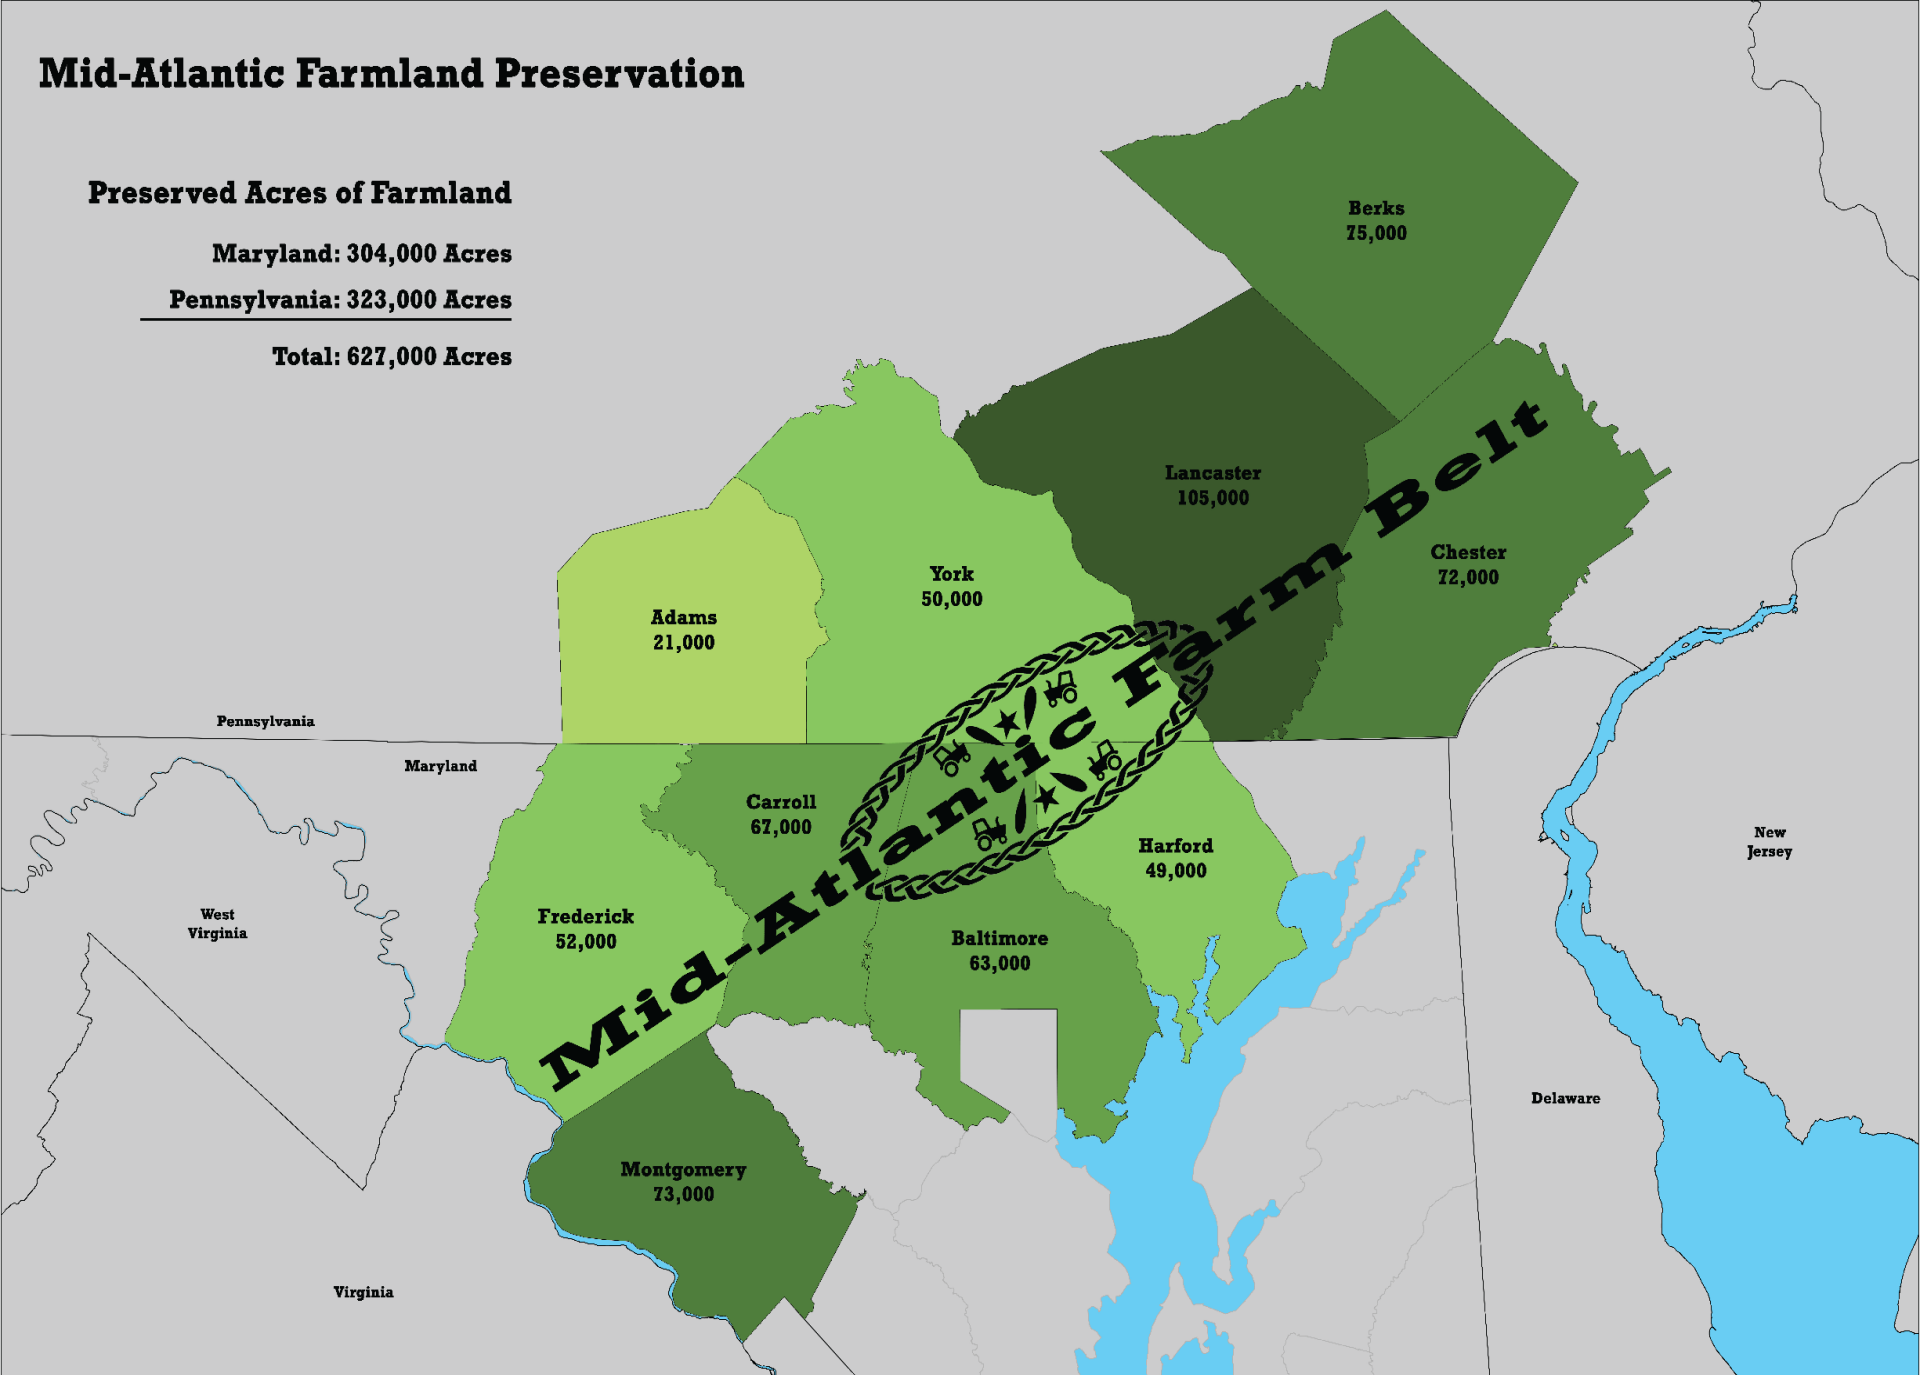 Mid-Atlantic Farmland Preservation
Preserved Acres of Farmland
Maryland: 304,000 Acres
Pennsylvania: 323,000 Acres
Total: 627,000 Acres
Berks
75,000
Lancaster
105,000
Chester
72,000
York
50,000
Adams
21,000
Pennsylvania
Maryland
Carroll
67,000
Harford
49,000
Frederick
52,000
Baltimore
63,000
Montgomery
73,000
Mid-Atlantic Farm Belt
West
Virginia
Virginia
New
Jersey
Delaware